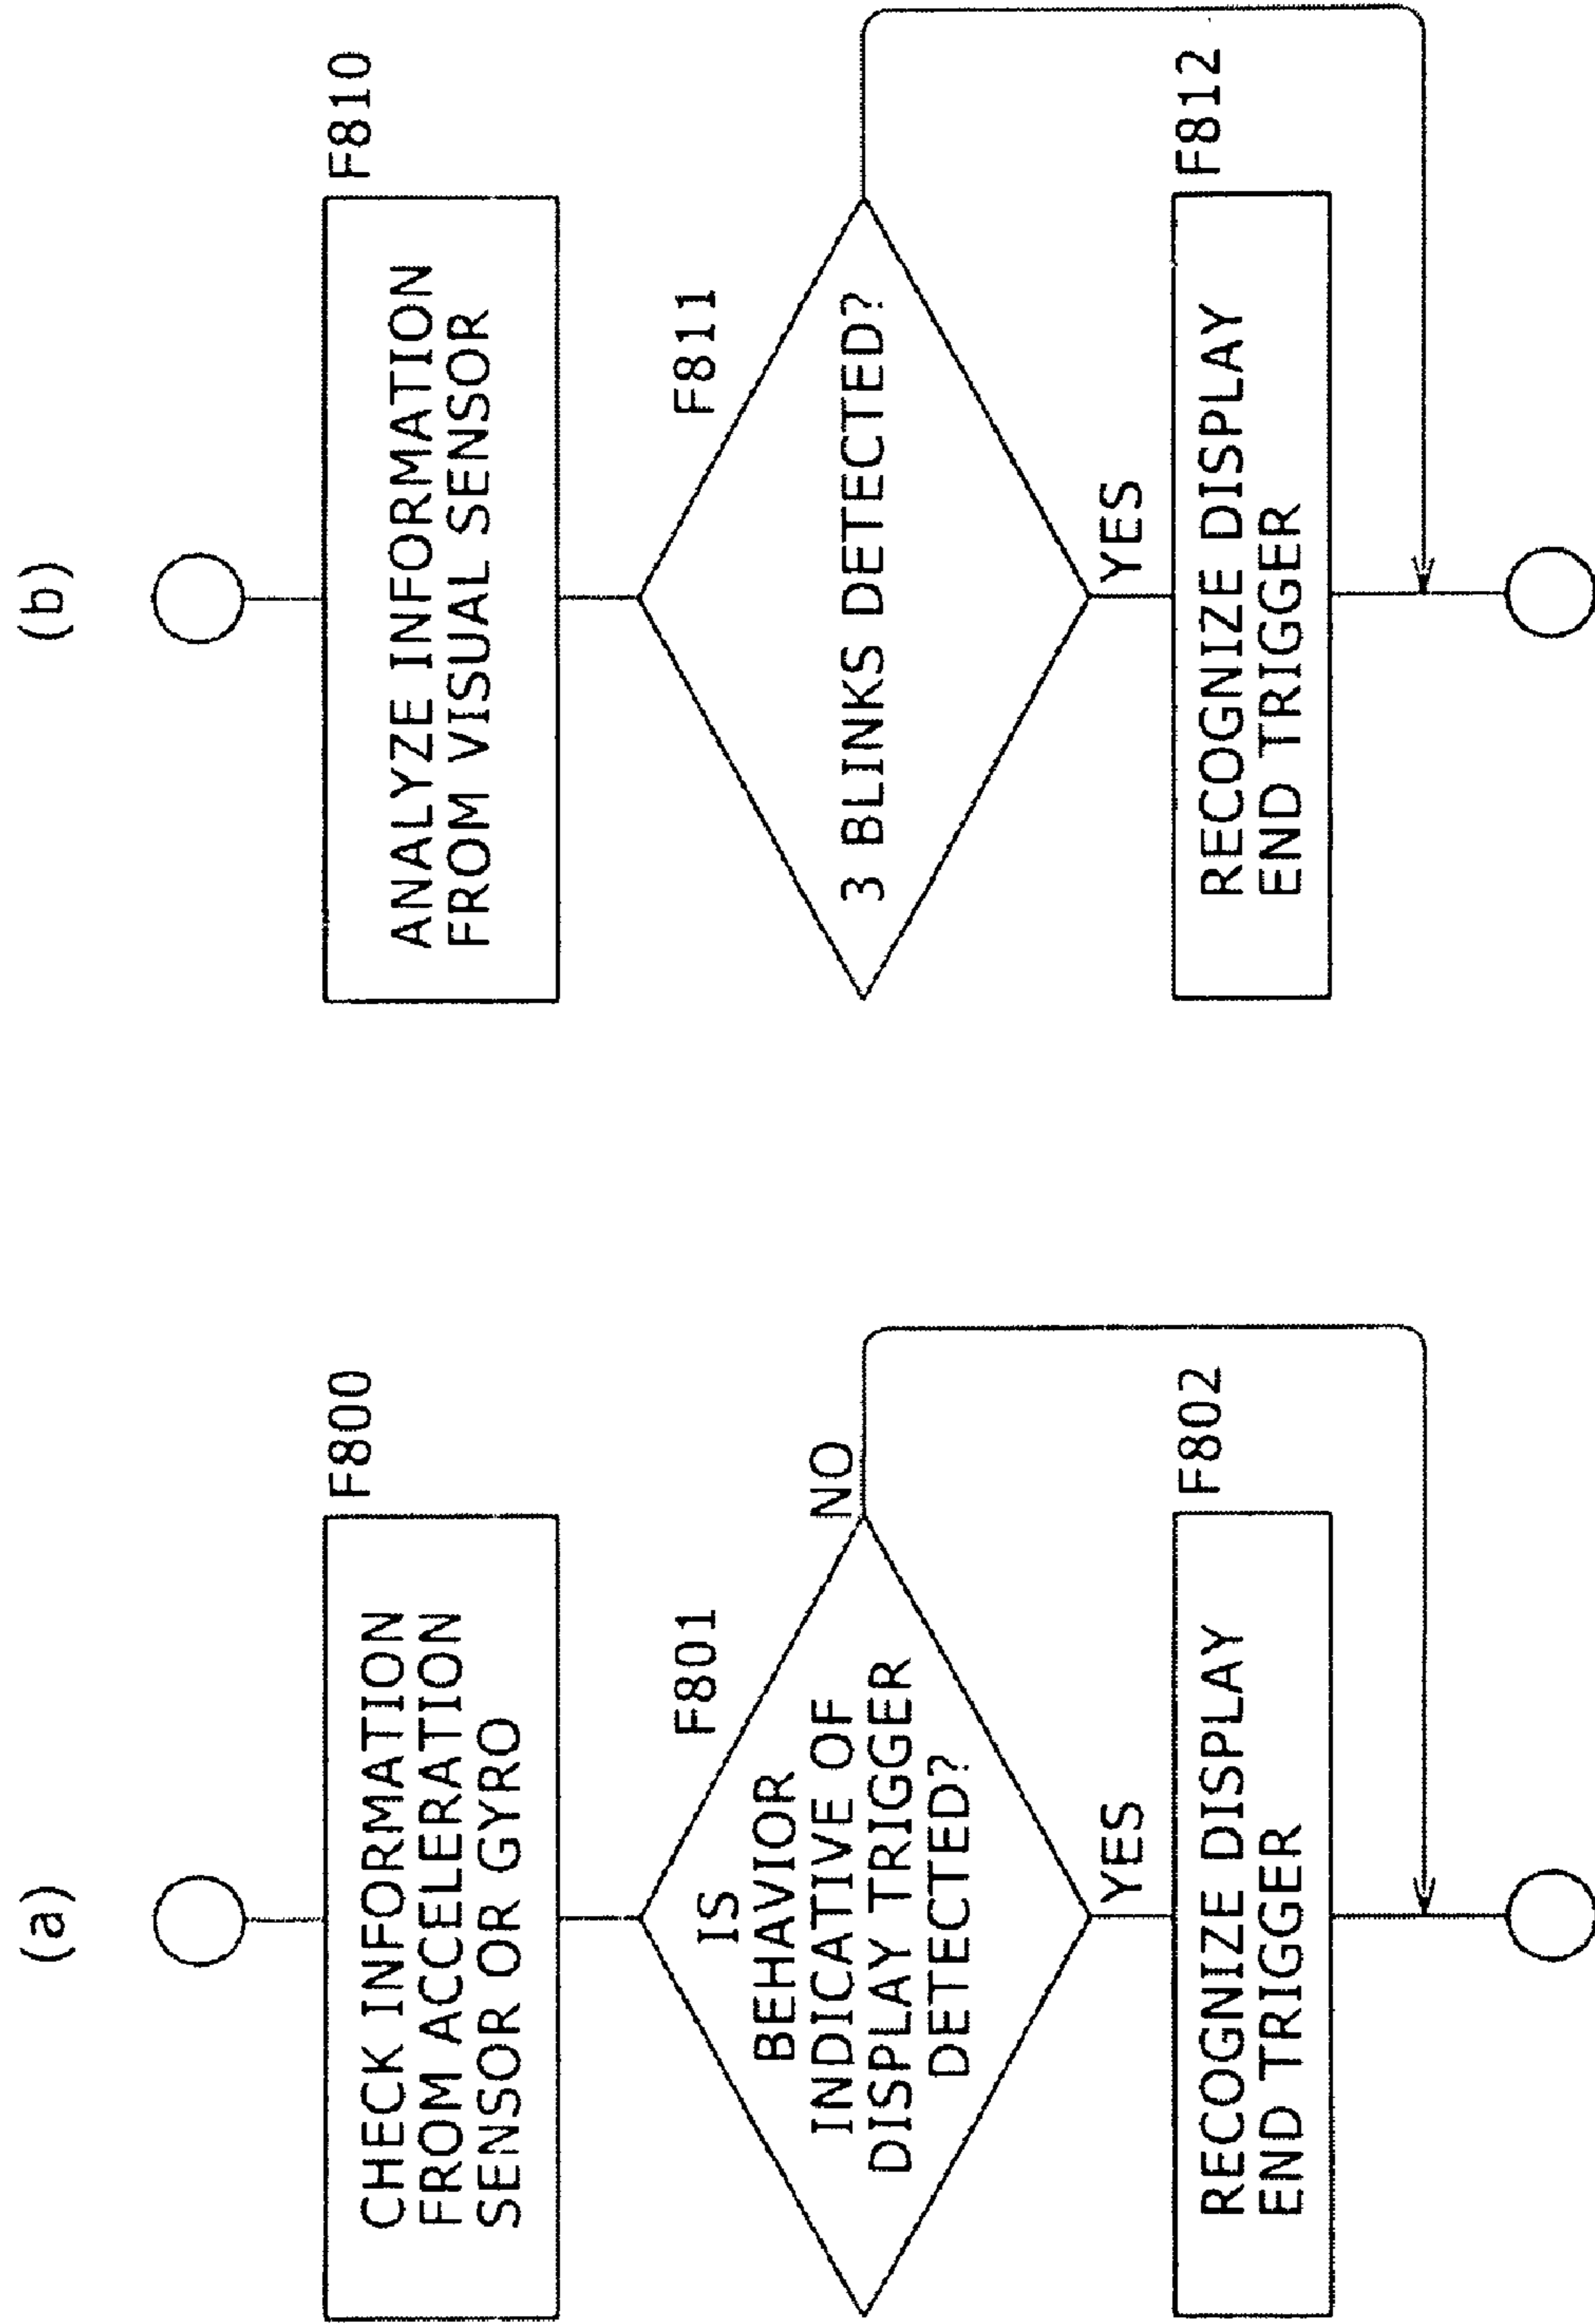 (a)
CHECK INFORMATION
FROM ACCELERATION
SENSOR OR GYRO
F800
IS
BEHAVIOR
INDICATIVE OF
DISPLAY TRIGGER
DETECTED?
F801
NO
YES
RECOGNIZE DISPLAY
END TRIGGER
F802
(b)
ANALYZE INFORMATION
FROM VISUAL SENSOR
F810
3 BLINKS DETECTED?
F811
YES
RECOGNIZE DISPLAY
END TRIGGER
F812